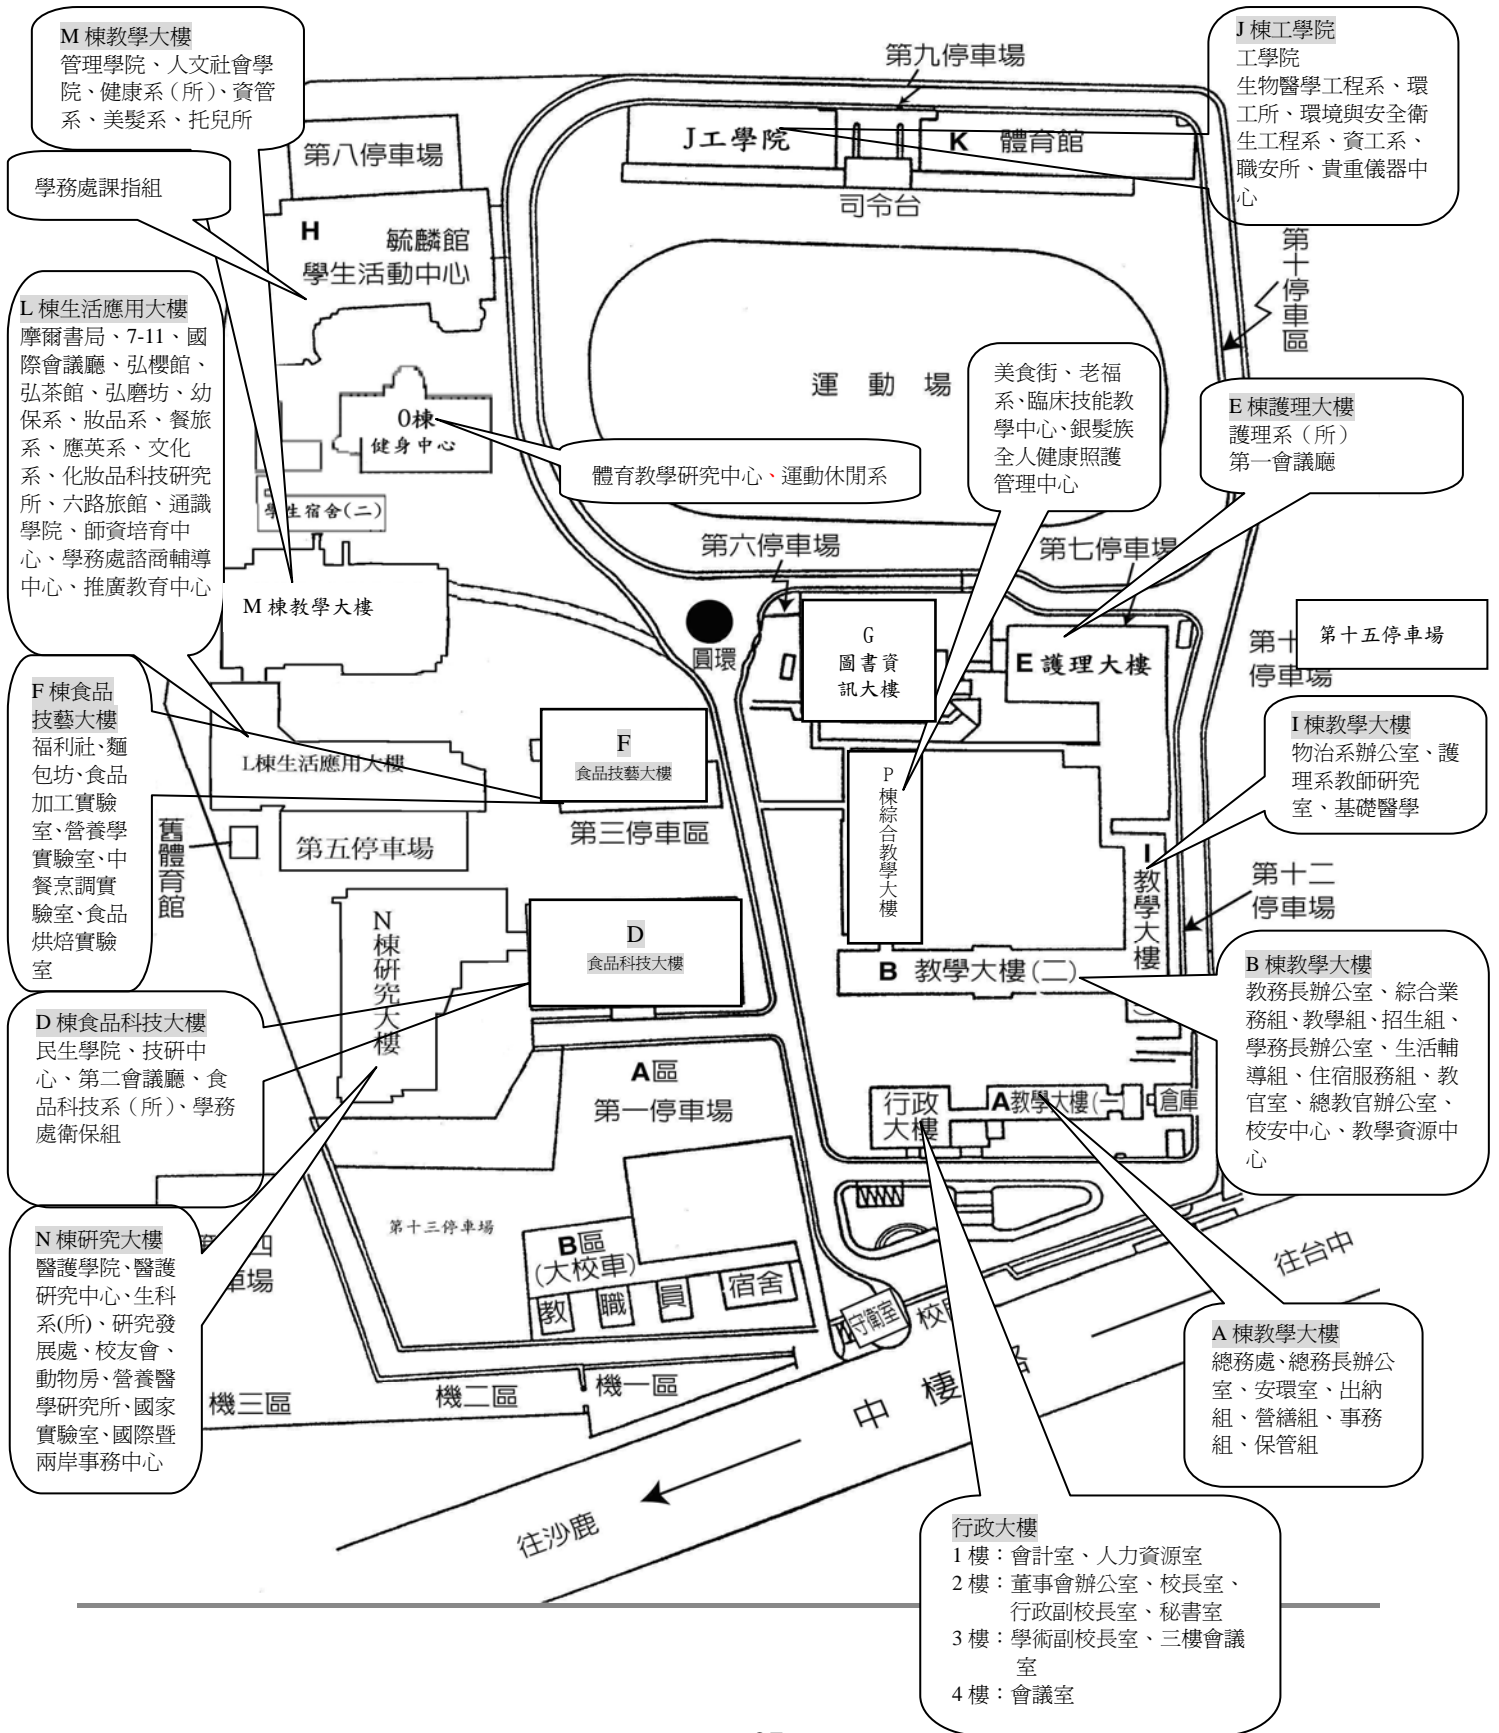 M 棟教學大樓
管理學院、人文社會學
院、健康系（所）、資管
系、美髮系、托兒所
學務處課指組
第八停車場
H
毓麟館
學生活動中心
第九停車場
J工學院
K 體育館
司令台
J 棟工學院
工學院
生物醫學工程系、環
工所、環境與安全衛
生工程系、資工系、
職安所、貴重儀器中
心
第十停車區
L 棟生活應用大樓
摩爾書局、7-11、國
際會議廳、弘櫻館、
弘茶館、弘磨坊、幼
保系、妝品系、餐旅
系、應英系、文化
系、化妝品科技研究
所、六路旅館、通識
學院、師資培育中
心、學務處諮商輔導
中心、推廣教育中心
O棟
健身中心
體育教學研究中心、運動休閒系
運動場
美食街、老福
系、臨床技能教
學中心、銀髮族
全人健康照護
管理中心
E 棟護理大樓
護理系（所）
第一會議廳
學生宿舍(二)
M 棟教學大樓
第六停車場
第七停車場
圓環
G
圖書資
訊大樓
E 護理大樓
第十
停車場
第十五停車場
F 棟食品
技藝大樓
福利社、麵
包坊、食品
加工實驗
室、營養學
實驗室、中
餐烹調實
驗室、食品
烘焙實驗
室
L棟生活應用大樓
F
食品技藝大樓
第三停車區
第五停車場
舊體育館
P棟綜合教學大樓
I 棟教學大樓
物治系辦公室、護
理系教師研究
室、基礎醫學
I教學大樓
第十二
停車場
N棟研究大樓
D
食品科技大樓
B 教學大樓(二)
B 棟教學大樓
教務長辦公室、綜合業
務組、教學組、招生組、
學務長辦公室、生活輔
導組、住宿服務組、教
官室、總教官辦公室、
校安中心、教學資源中
心
D 棟食品科技大樓
民生學院、技研中
心、第二會議廳、食
品科技系（所）、學務
處衛保組
A區
第一停車場
行政
大樓
A教學大樓(一
倉庫
第十三停車場
B區
(大校車)
教 職 員 宿舍
N 棟研究大樓
醫護學院、醫護
研究中心、生科
系(所)、研究發
展處、校友會、
動物房、營養醫
學研究所、國家
實驗室、國際暨
兩岸事務中心
四
車場
守衛室
校
往台中
機三區
機二區
機一區
中棲路
往沙鹿
A 棟教學大樓
總務處、總務長辦公
室、安環室、出納
組、營繕組、事務
組、保管組
行政大樓
1 樓：會計室、人力資源室
2 樓：董事會辦公室、校長室、
行政副校長室、秘書室
3 樓：學術副校長室、三樓會議
室
4 樓：會議室